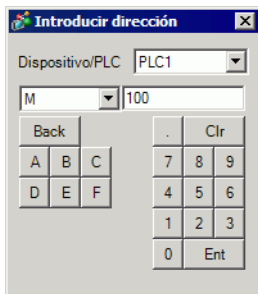 Introducir dirección
Dispositivo/PLC PLC1
M 100
Back . Clr
A B C 7 8 9
D E F 4 5 6
1 2 3
0 Ent